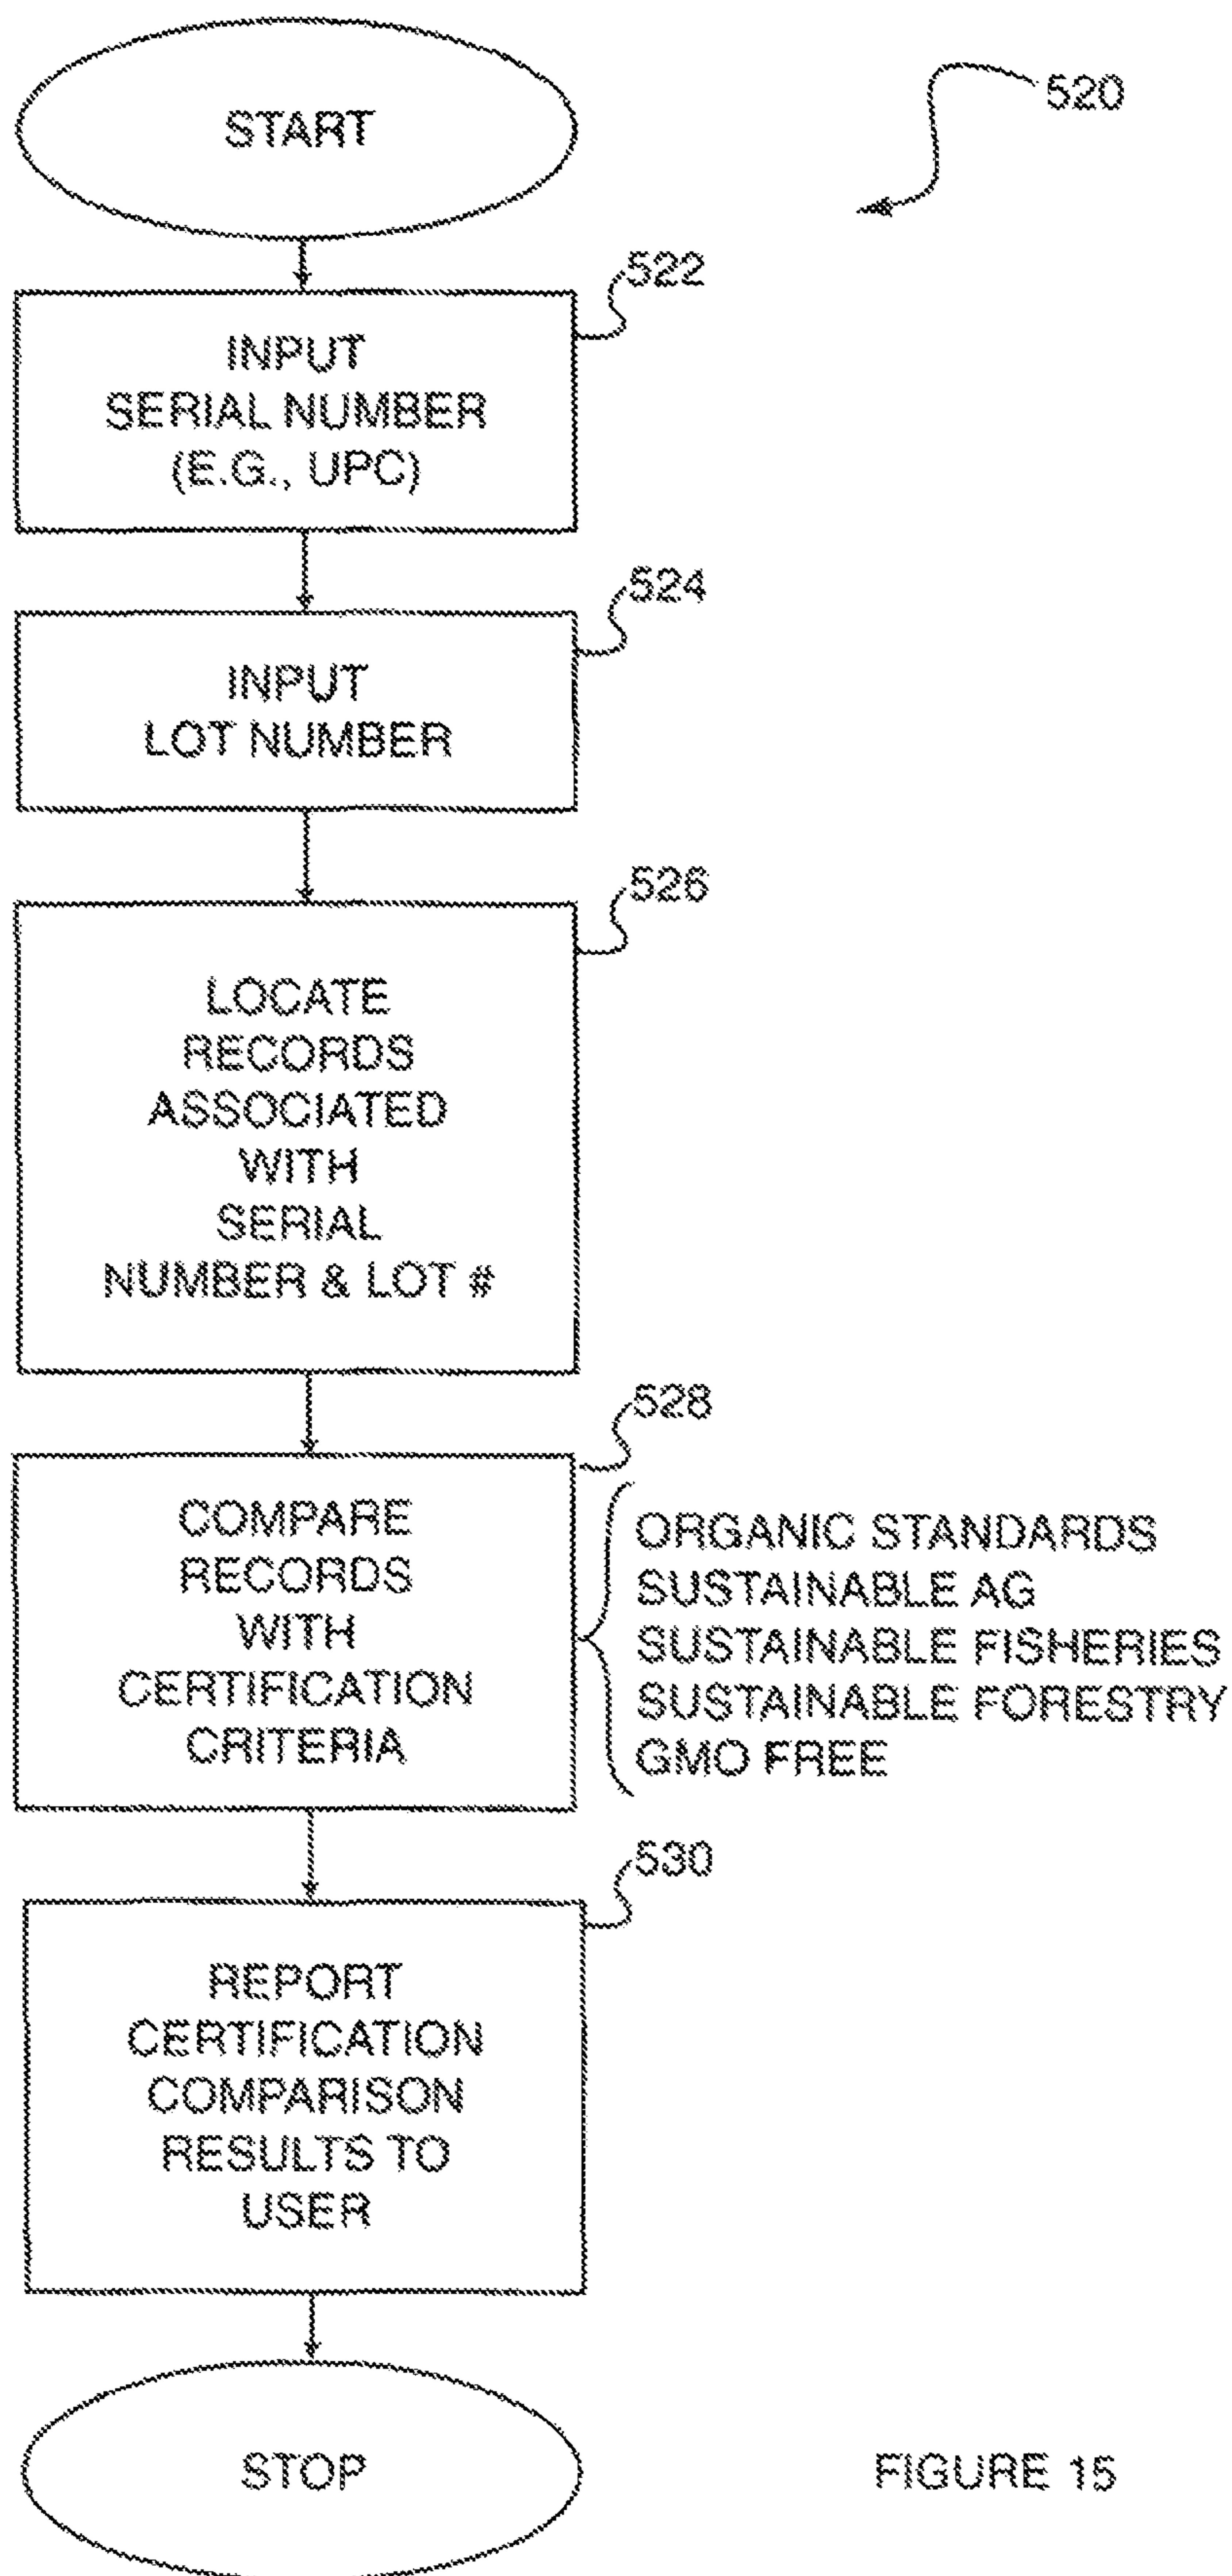 START
520
522
INPUT
SERIAL NUMBER
(E.G., UPC)
524
INPUT
LOT NUMBER
526
LOCATE
RECORDS
ASSOCIATED
WITH
SERIAL
NUMBER & LOT #
528
COMPARE
RECORDS
WITH
CERTIFICATION
CRITERIA
ORGANIC STANDARDS
SUSTAINABLE AG
SUSTAINABLE FISHERIES
SUSTAINABLE FORESTRY
GMO FREE
530
REPORT
CERTIFICATION
COMPARISON
RESULTS TO
USER
STOP
FIGURE 15